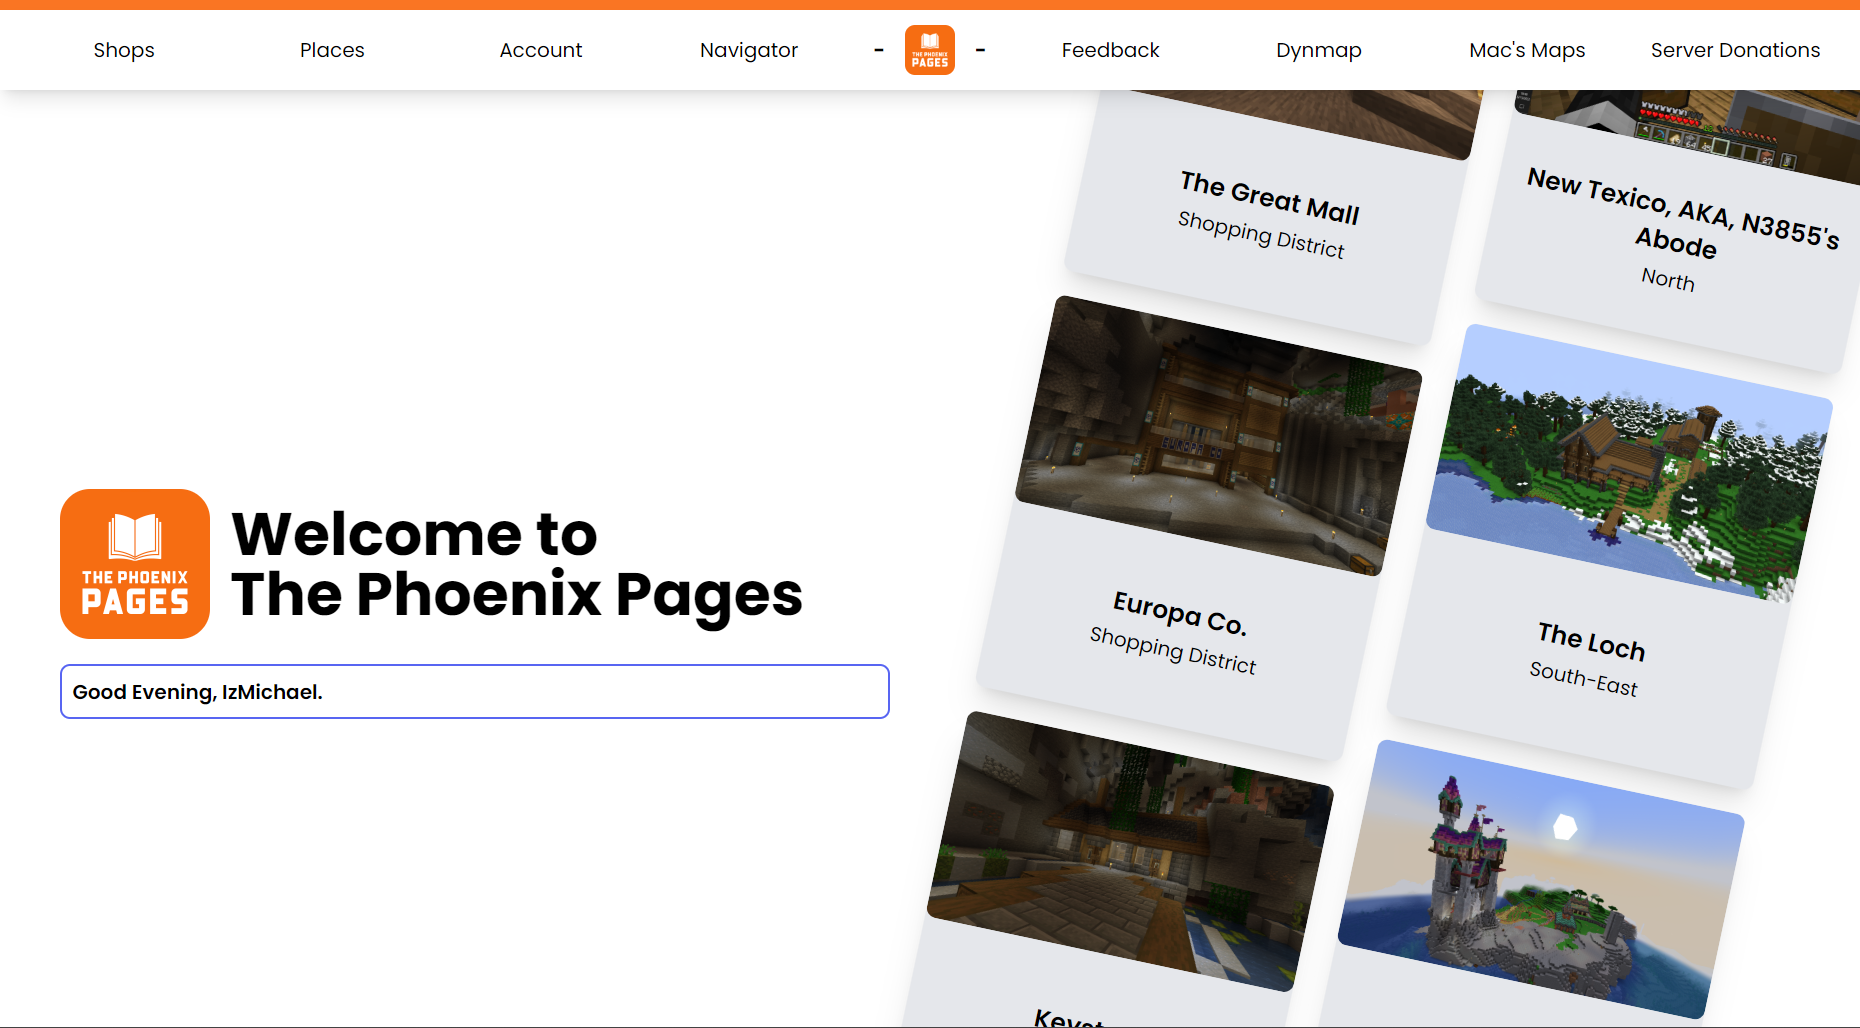 Shops
Places
Account
Navigator
-
THE PHOENIX
PAGES
-
Feedback
Dynmap
Mac's Maps
Server Donations
The Great Mall
Shopping District
New Texico, AKA, N3855's
Abode
North
THE PHOENIX
PAGES
Welcome to
The Phoenix Pages
Good Evening, IzMichael.
EUROPA CO
Europa Co.
Shopping District
The Loch
South-East